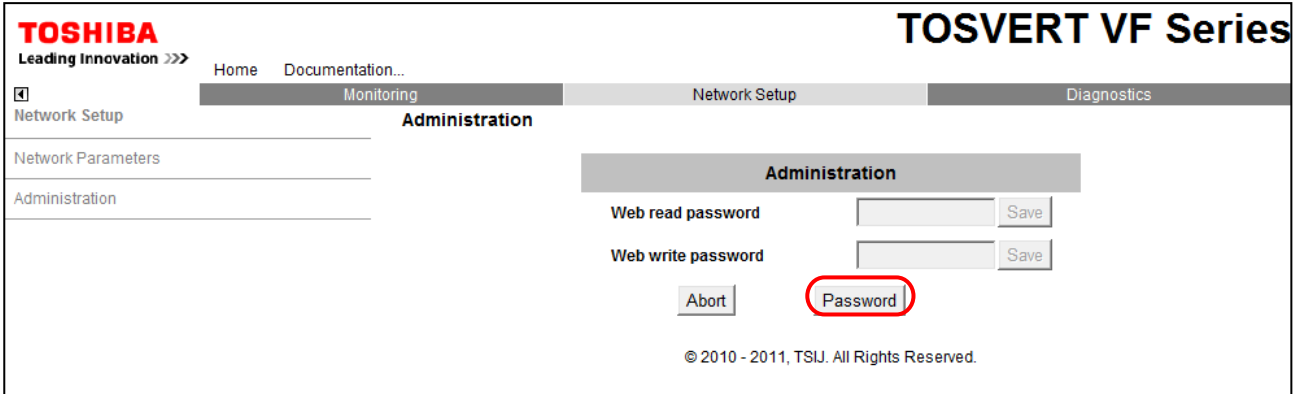 TOSHIBA
Leading Innovation >>>
TOSVERT VF Series
Home Documentation...
Monitoring Network Setup Diagnostics
Network Setup
Administration
Network Parameters
Administration
Administration
Web read password Save
Web write password Save
Abort Password
© 2010 - 2011, TSIJ. All Rights Reserved.